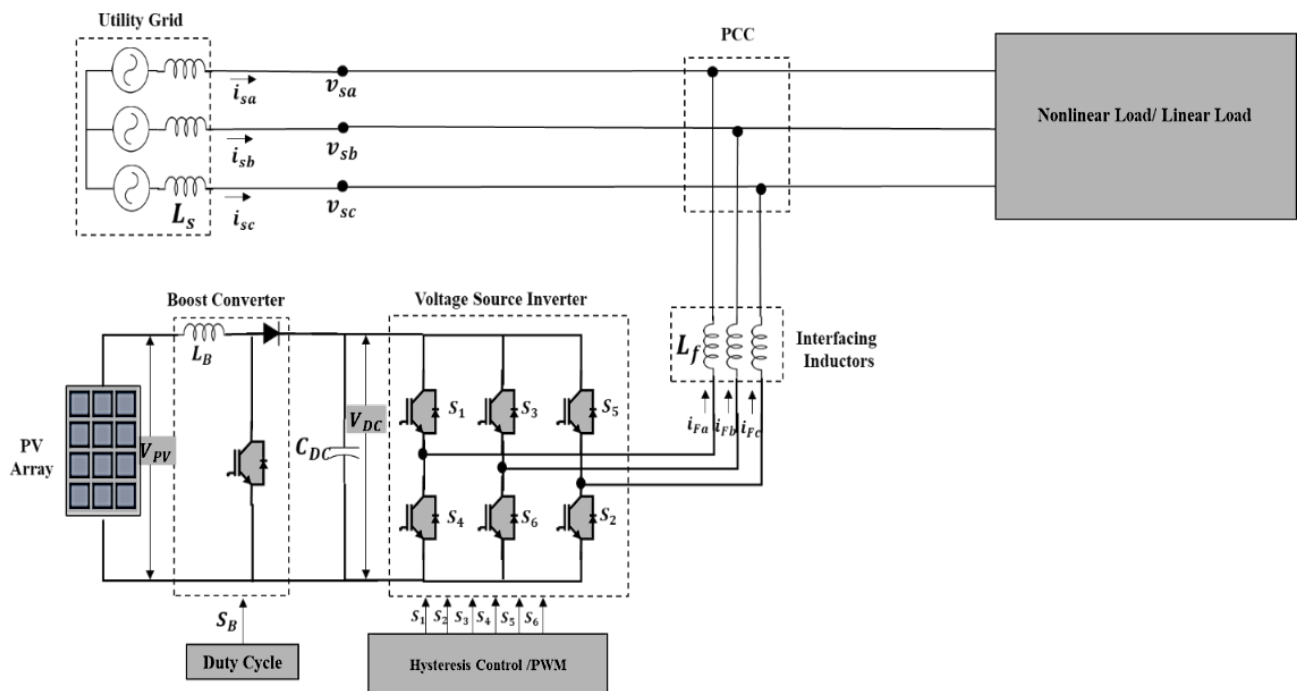 Utility Grid
PCC
i_sa
v_sa
Nonlinear Load/ Linear Load
i_sb
v_sb
L_s
i_sc
v_sc
Boost Converter
Voltage Source Inverter
L_B
L_f
Interfacing
Inductors
S_1
S_3
S_5
V_DC
i_Fa
i_Fb
i_Fc
PV
Array
V_PV
C_DC
S_4
S_6
S_2
S_B
S_1
S_2
S_3
S_4
S_5
S_6
Duty Cycle
Hysteresis Control /PWM